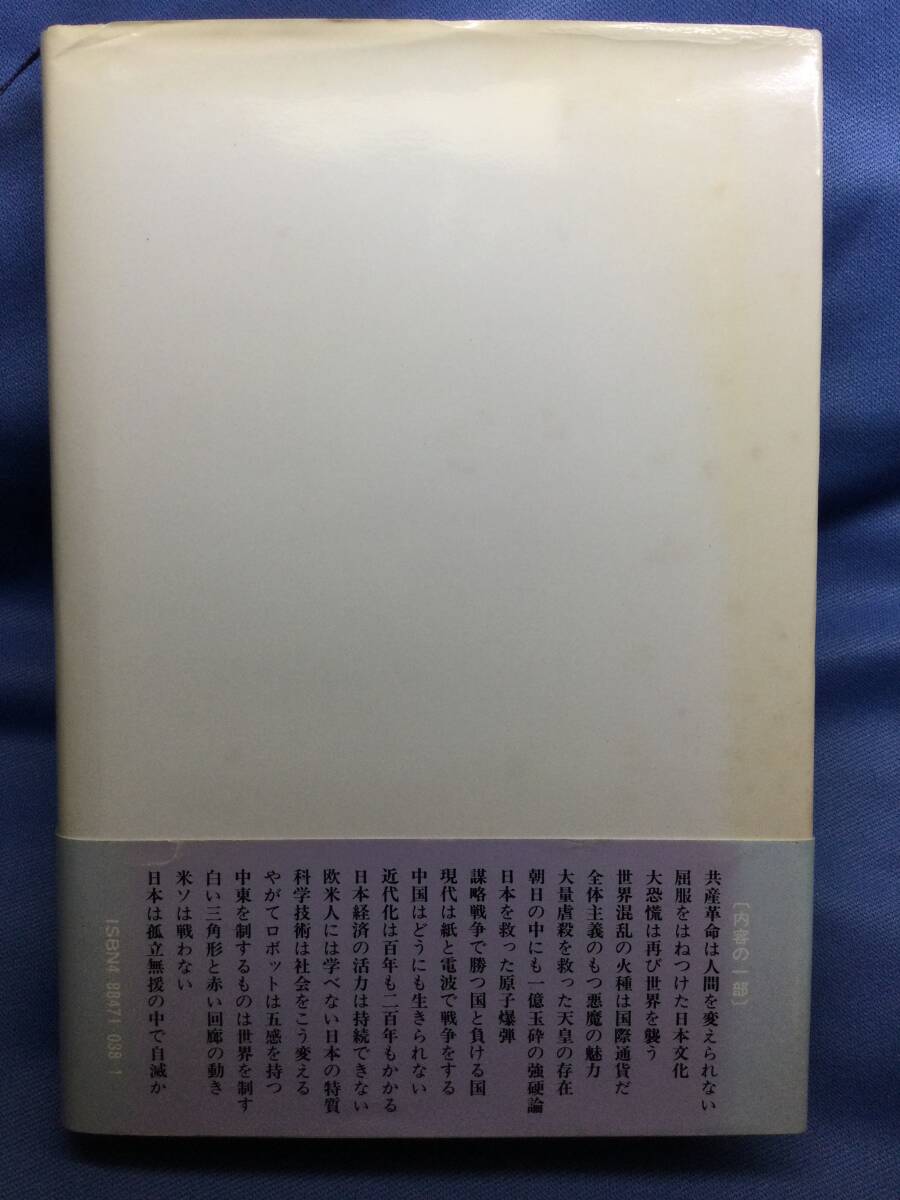 〔内容の一部〕
共産革命は人間を変えられない
屈服をはねつけた日本文化
大恐慌は再び世界を襲う
世界混乱の火種は国際通貨だ
全体主義のもつ悪魔の魅力
大量虐殺を救った天皇の存在
朝日の中にも一億玉砕の強硬論
日本を救った原子爆弾
謀略戦争で勝つ国と負ける国
現代は紙と電波で戦争をする
中国はどうにも生きられない
近代化は百年も二百年もかかる
日本経済の活力は持続できない
欧米人には学べない日本の特質
科学技術は社会をこう変える
やがてロボットは五感を持つ
中東を制するものは世界を制す
白い三角形と赤い回廊の動き
米ソは戦わない
日本は孤立無援の中で自滅か
ISBN4 88471 038 1